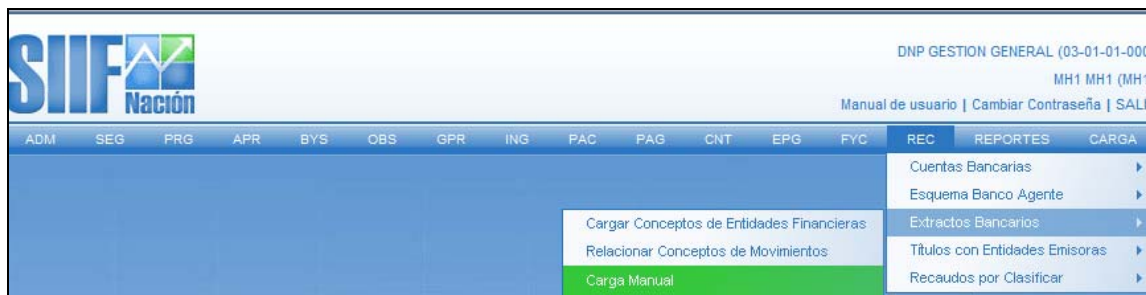 SIIF
Nación
DNP GESTION GENERAL (03-01-01-000
MH1 MH1 (MH1
Manual de usuario | Cambiar Contraseña | SALI
ADM SEG PRG APR BYS OBS GPR ING PAC PAG CNT EPG FYC REC REPORTES CARGA
Cuentas Bancarias
Esquema Banco Agente
Cargar Conceptos de Entidades Financieras
Extractos Bancarios
Relacionar Conceptos de Movimientos
Títulos con Entidades Emisoras
Carga Manual
Recaudos por Clasificar